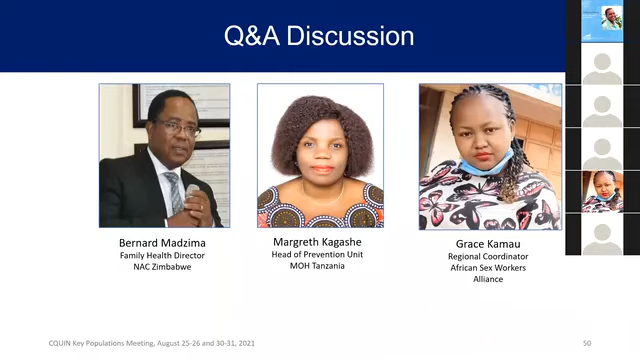 Q&A Discussion
Bernard Madzima
Family Health Director
NAC Zimbabwe
Margreth Kagashe
Head of Prevention Unit
MOH Tanzania
Grace Kamau
Regional Coordinator
African Sex Workers
Alliance
CQUIN Key Populations Meeting, August 25-26 and 30-31, 2021
50